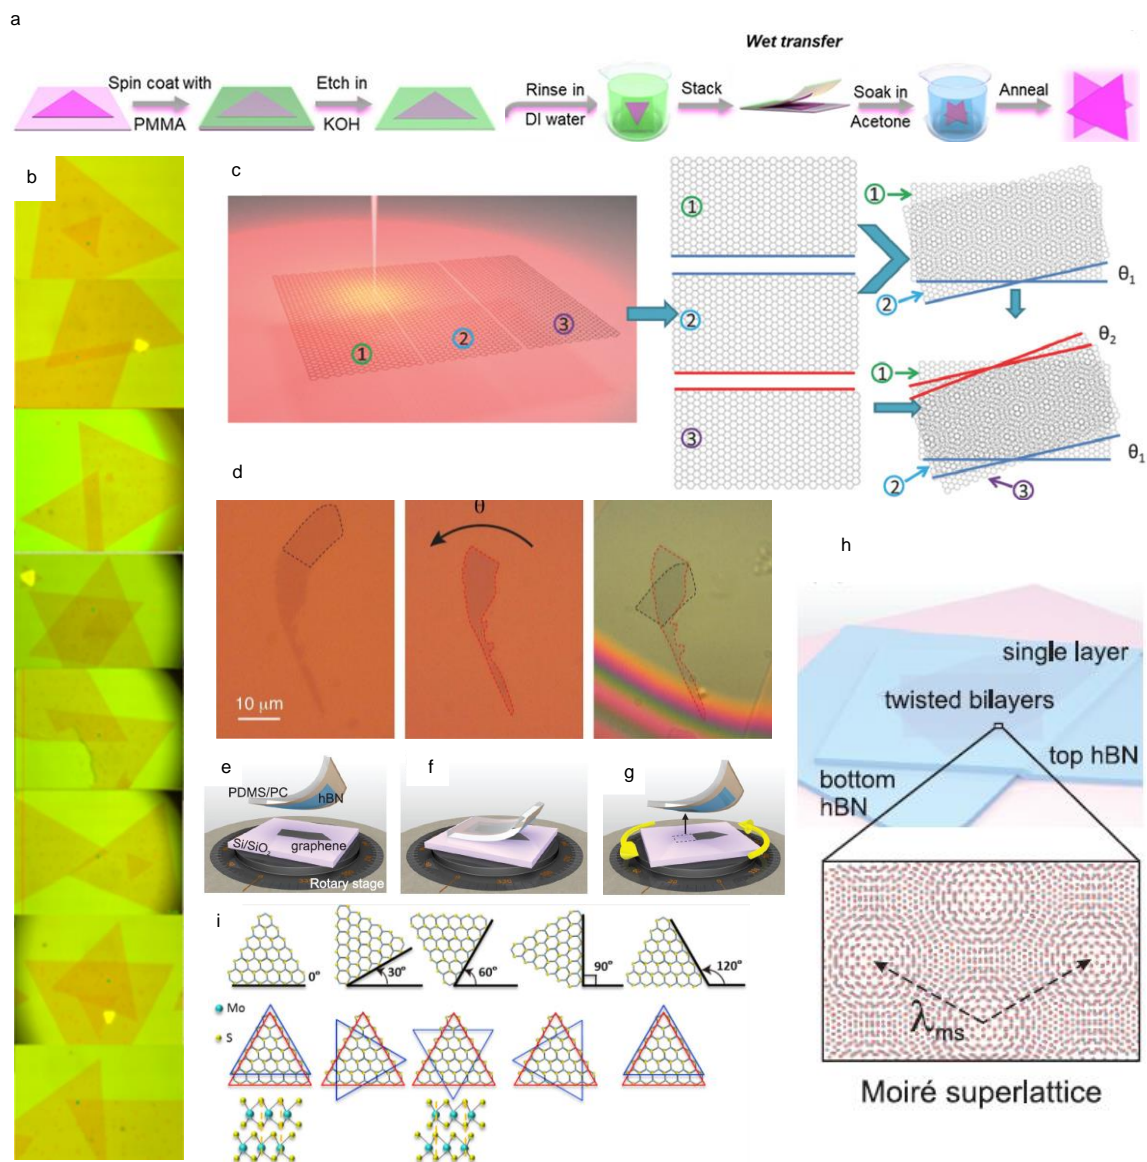 a
Wet transfer
Spin coat with
PMMA
Etch in
KOH
Rinse in
DI water
Stack
Soak in
Acetone
Anneal
b
c
1
2
3
1
2
3
1
2
θ1
θ2
1
2
3
θ1
d
θ
10 μm
e
PDMS/PC
hBN
Si/SiO2
graphene
Rotary stage
f
g
h
single layer
twisted bilayers
top hBN
bottom
hBN
λms
Moiré superlattice
i
0°
30°
60°
90°
120°
Mo
S